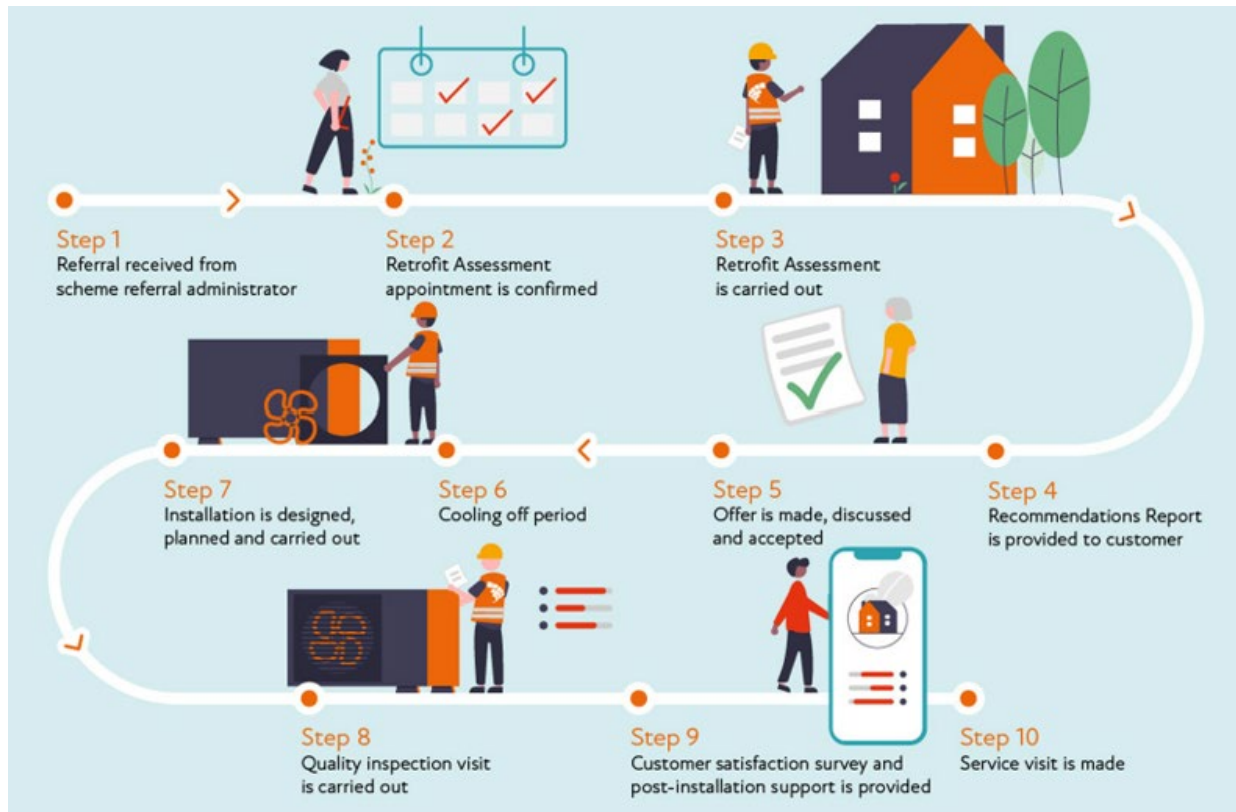 Step 1
Referral received from
scheme referral administrator
Step 2
Retrofit Assessment
appointment is confirmed
Step 3
Retrofit Assessment
is carried out
Step 4
Recommendations Report
is provided to customer
Step 5
Offer is made, discussed
and accepted
Step 6
Cooling off period
Step 7
Installation is designed,
planned and carried out
Step 8
Quality inspection visit
is carried out
Step 9
Customer satisfaction survey and
post-installation support is provided
Step 10
Service visit is made